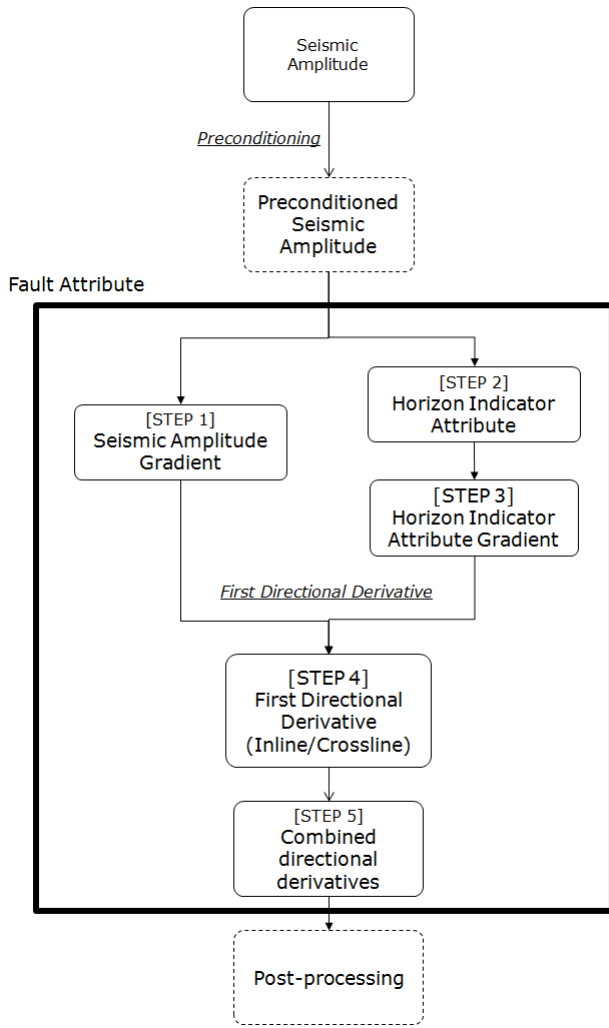 Seismic
Amplitude
Preconditioning
Preconditioned
Seismic
Amplitude
Fault Attribute
[STEP 1]
Seismic Amplitude
Gradient
[STEP 2]
Horizon Indicator
Attribute
[STEP 3]
Horizon Indicator
Attribute Gradient
First Directional Derivative
[STEP 4]
First Directional
Derivative
(Inline/Crossline)
[STEP 5]
Combined
directional
derivatives
Post-processing